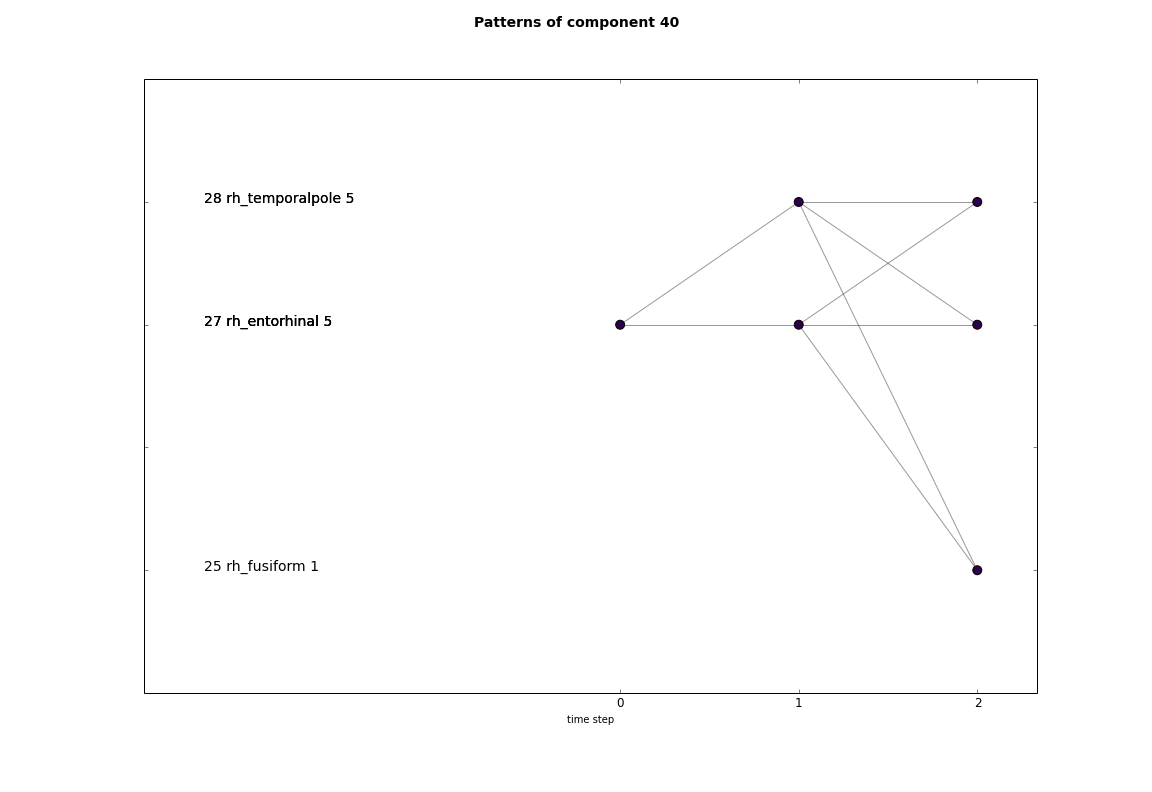 Patterns of component 40
28 rh_temporalpole 5
27 rh_entorhinal 5
25 rh_fusiform 1
0 1 2
time step